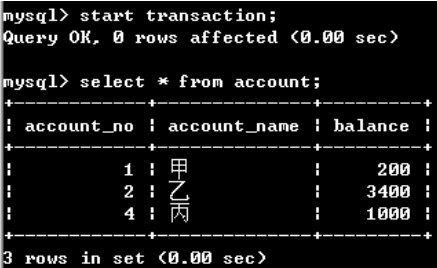 mysql> start transaction;
Query OK, 0 rows affected (0.00 sec)
mysql> select * from account;
+------------+--------------+---------+
| account_no | account_name | balance |
+------------+--------------+---------+
| 1 | 甲 | 200 |
| 2 | 乙 | 3400 |
| 4 | 丙 | 1000 |
+------------+--------------+---------+
3 rows in set (0.00 sec)